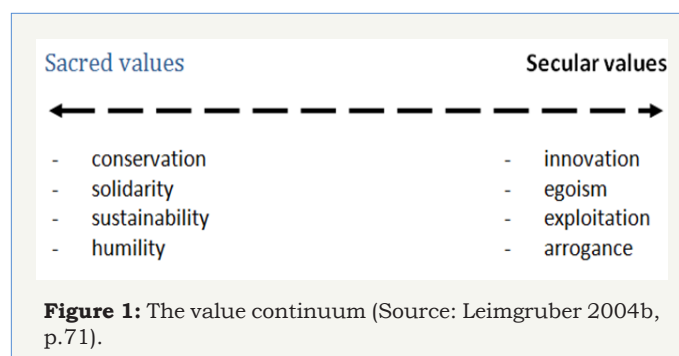 Sacred values Secular values
- conservation - innovation
- solidarity - egoism
- sustainability - exploitation
- humility - arrogance
Figure 1: The value continuum (Source: Leimgruber 2004b,
p.71).